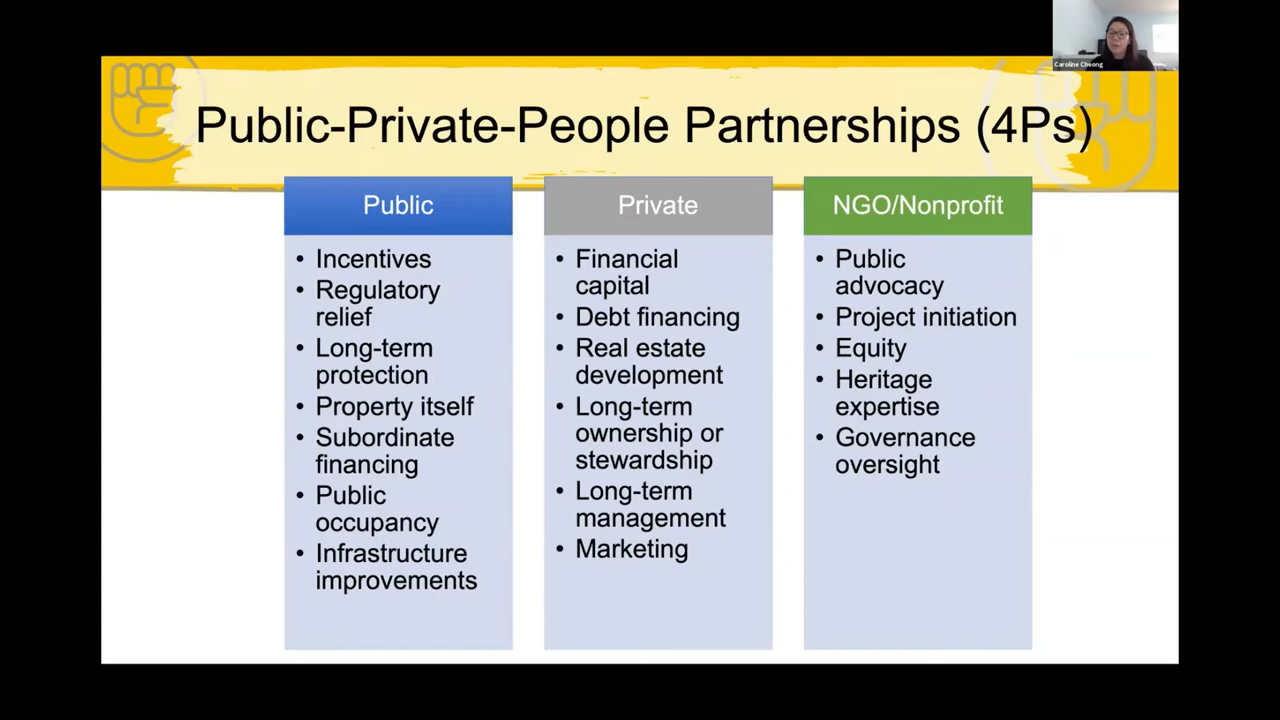 Caroline Cheong
Public-Private-People Partnerships (4Ps)
Public
• Incentives
• Regulatory
relief
• Long-term
protection
• Property itself
• Subordinate
financing
• Public
occupancy
• Infrastructure
improvements
Private
• Financial
capital
• Debt financing
• Real estate
development
• Long-term
ownership or
stewardship
• Long-term
management
• Marketing
NGO/Nonprofit
• Public
advocacy
• Project initiation
• Equity
• Heritage
expertise
• Governance
oversight